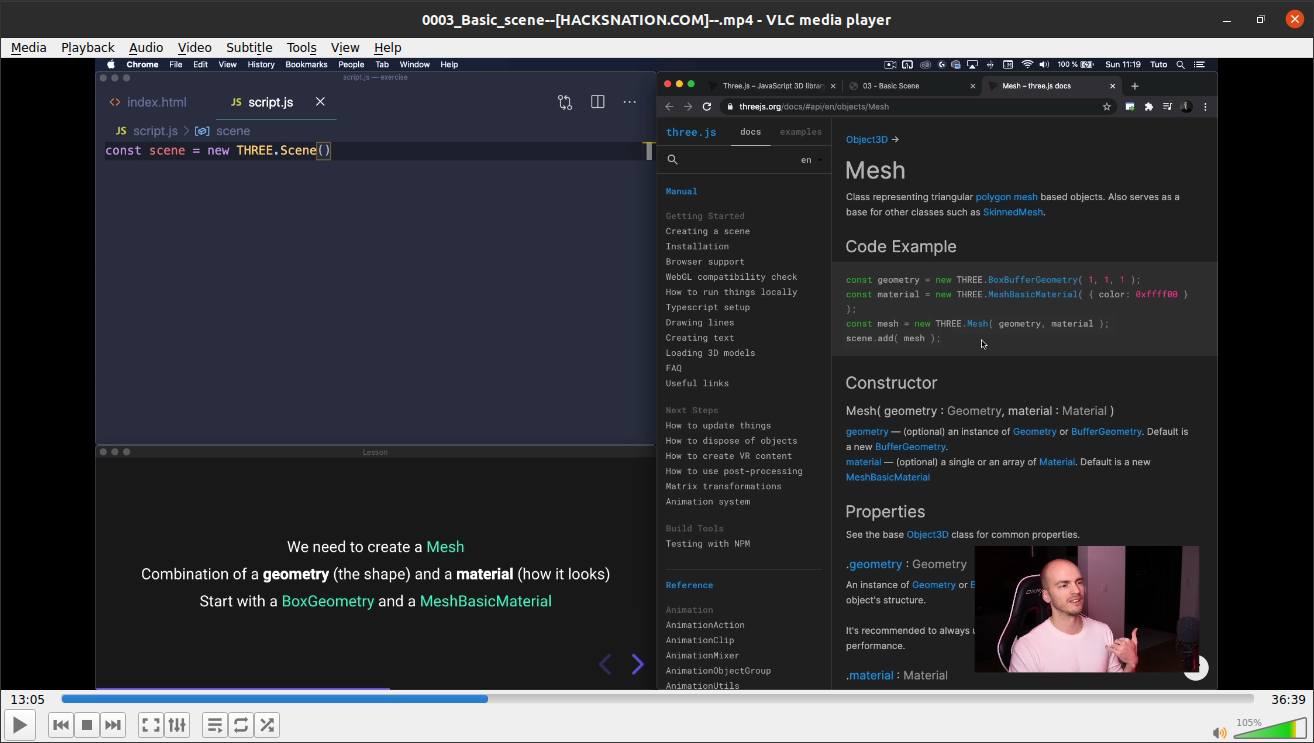 0003_Basic_scene--[HACKSNATION.COM]--.mp4 - VLC media player
Media Playback Audio Video Subtitle Tools View Help
Chrome File Edit View History Bookmarks People Tab Window Help
100 % Sun 11:19 Tuto
script.js — exercise
<> index.html
JS script.js
JS script.js > scene
const scene = new THREE.Scene()
Lesson
We need to create a Mesh
Combination of a geometry (the shape) and a material (how it looks)
Start with a BoxGeometry and a MeshBasicMaterial
Three.js – JavaScript 3D librar
03 - Basic Scene
Mesh – three.js docs
threejs.org/docs/#api/en/objects/Mesh
three.js docs examples
en
Manual
Getting Started
Creating a scene
Installation
Browser support
WebGL compatibility check
How to run things locally
Typescript setup
Drawing lines
Creating text
Loading 3D models
FAQ
Useful links
Next Steps
How to update things
How to dispose of objects
How to create VR content
How to use post-processing
Matrix transformations
Animation system
Build Tools
Testing with NPM
Reference
Animation
AnimationAction
AnimationClip
AnimationMixer
AnimationObjectGroup
AnimationUtils
Object3D →
Mesh
Class representing triangular polygon mesh based objects. Also serves as a
base for other classes such as SkinnedMesh.
Code Example
const geometry = new THREE.BoxBufferGeometry( 1, 1, 1 );
const material = new THREE.MeshBasicMaterial( { color: 0xffff00 }
);
const mesh = new THREE.Mesh( geometry, material );
scene.add( mesh );
Constructor
Mesh( geometry : Geometry, material : Material )
geometry — (optional) an instance of Geometry or BufferGeometry. Default is
a new BufferGeometry.
material — (optional) a single or an array of Material. Default is a new
MeshBasicMaterial
Properties
See the base Object3D class for common properties.
.geometry : Geometry
An instance of Geometry or B
object's structure.
It's recommended to always u
performance.
.material : Material
13:05
36:39
105%